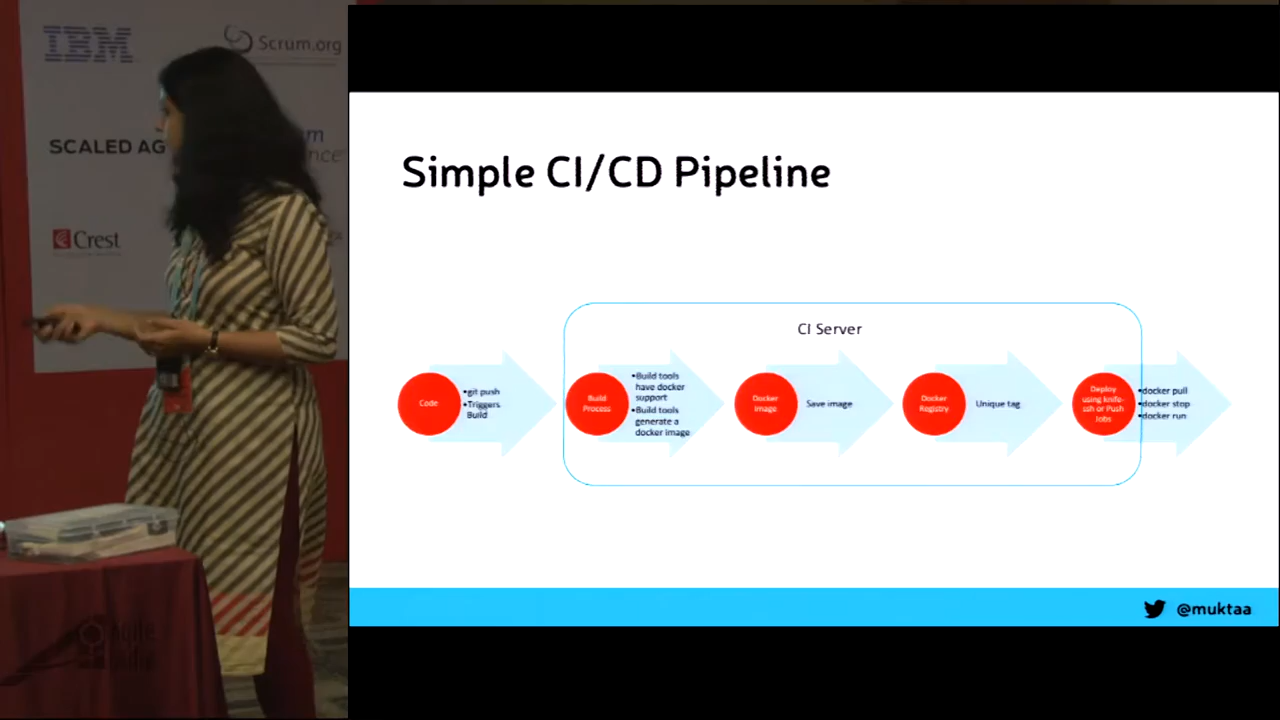 IBM
Scrum.org
SCALED AG
Crest
Simple CI/CD Pipeline
CI Server
Code
•git push
•Triggers
Build
Build
Process
•Build tools
have docker
support
•Build tools
generate a
docker image
Docker
Image
Save image
Docker
Registry
Unique tag
Deploy
using knife-
ssh or Push
Jobs
•docker pull
•docker stop
•docker run
@muktaa